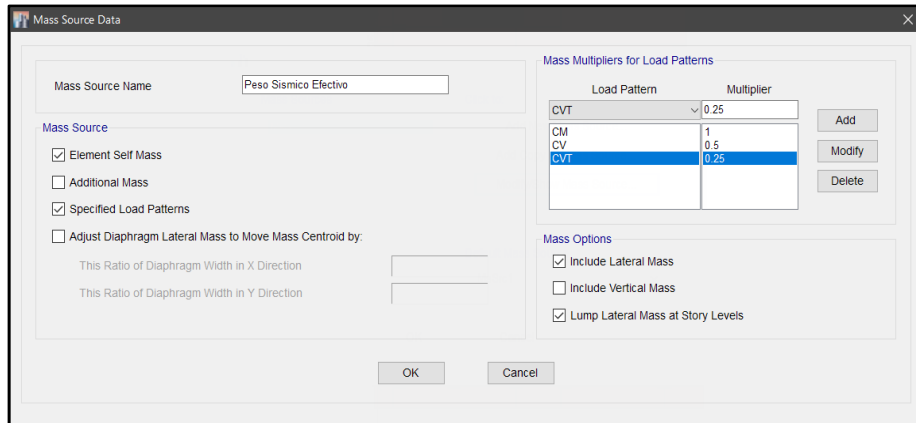 Mass Source Data
Mass Source Name
Peso Sismico Efectivo
Mass Source
Element Self Mass
Additional Mass
Specified Load Patterns
Adjust Diaphragm Lateral Mass to Move Mass Centroid by:
This Ratio of Diaphragm Width in X Direction
This Ratio of Diaphragm Width in Y Direction
Mass Multipliers for Load Patterns
Load Pattern Multiplier
CVT 0.25
CM 1
CV 0.5
CVT 0.25
Add
Modify
Delete
Mass Options
Include Lateral Mass
Include Vertical Mass
Lump Lateral Mass at Story Levels
OK Cancel